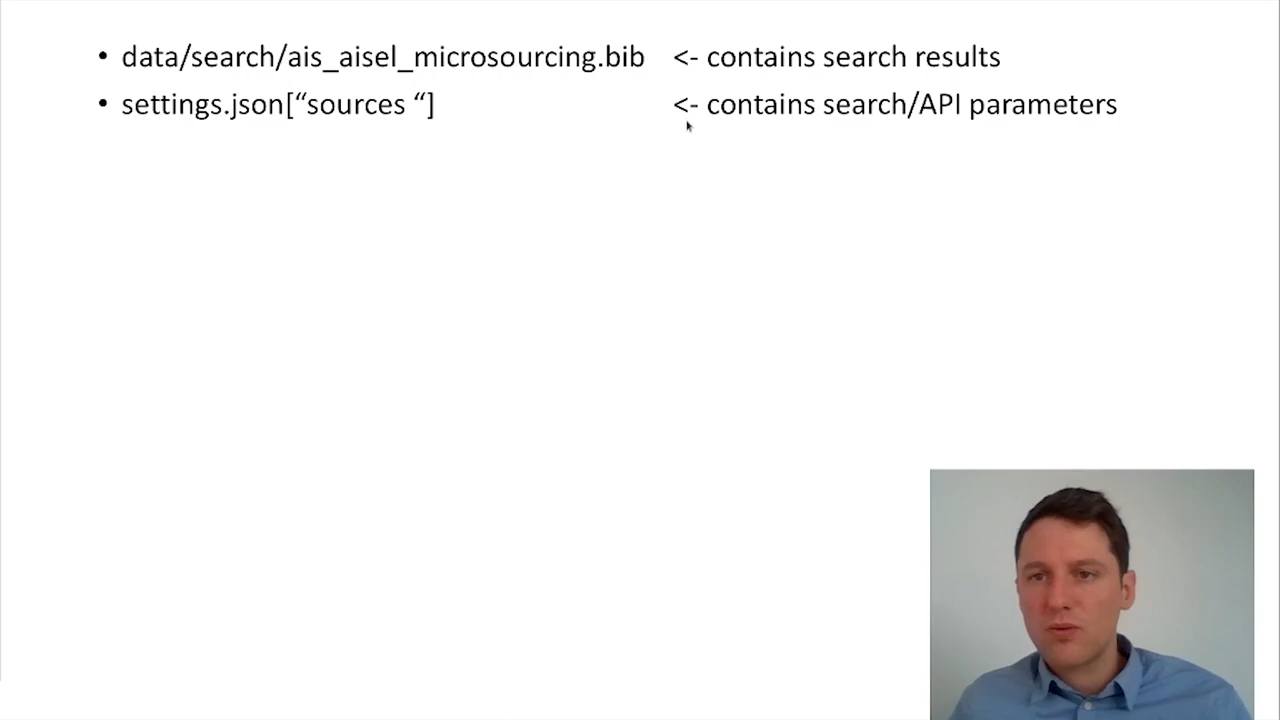 • data/search/ais_aisel_microsourcing.bib <- contains search results
• settings.json[“sources “] <- contains search/API parameters